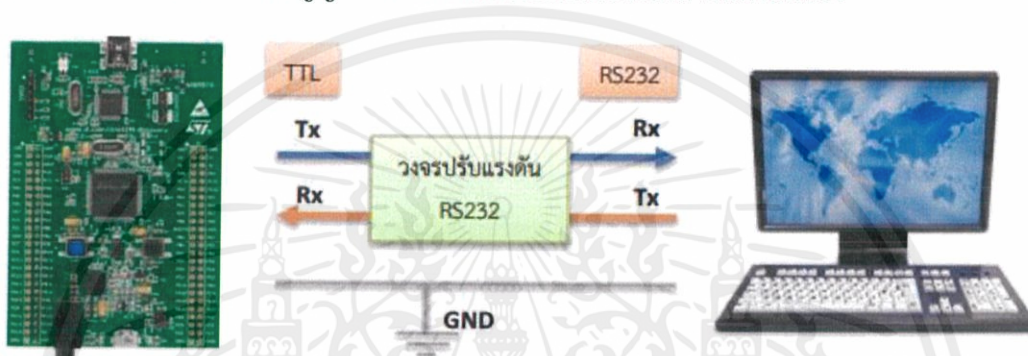 TTL
RS232
Tx
Rx
วงจรปรับแรงดัน
RS232
Rx
Tx
GND